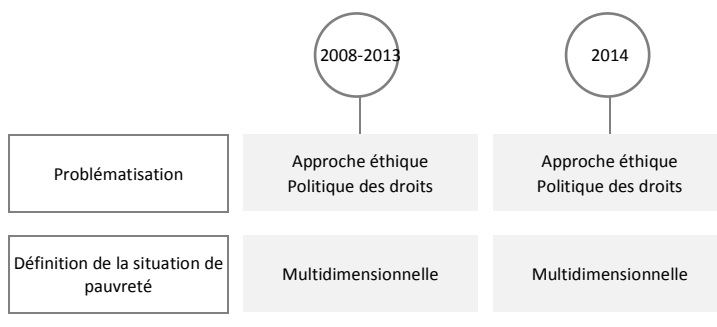 2008-2013
2014
Problématisation
Approche éthique
Politique des droits
Approche éthique
Politique des droits
Définition de la situation de
pauvreté
Multidimensionnelle
Multidimensionnelle